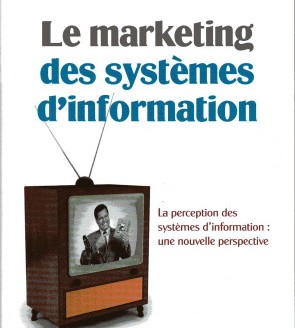 Le marketing
des systèmes
d'information
La perception des
systèmes d'information :
une nouvelle perspective